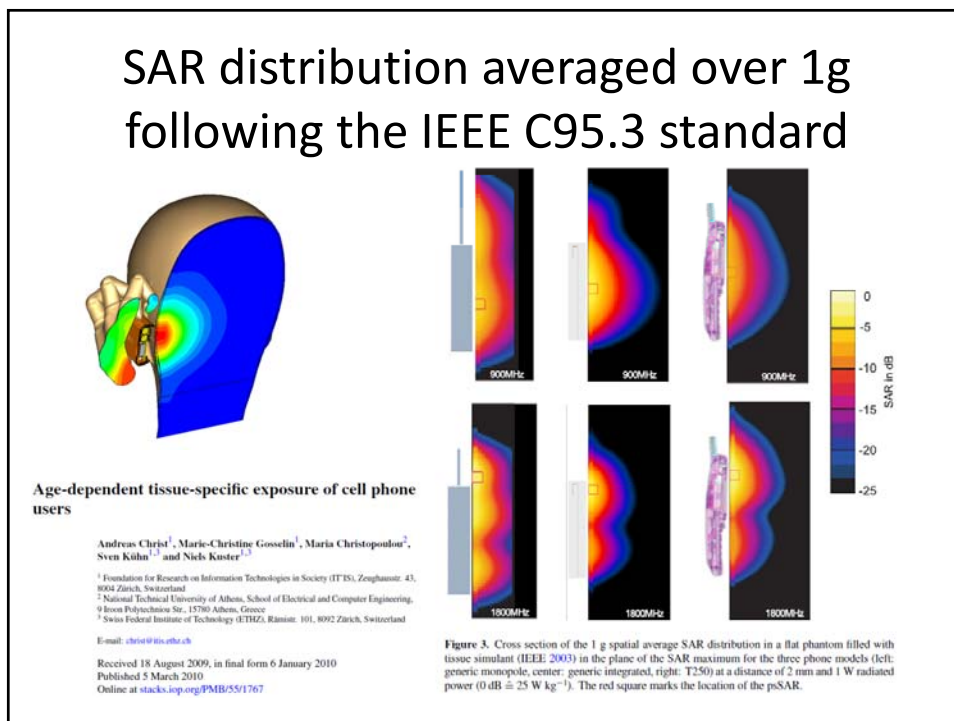 SAR distribution averaged over 1g
following the IEEE C95.3 standard
900MHz
900MHz
900MHz
1800MHz
1800MHz
1800MHz
0
-5
-10
-15
-20
-25
SAR in dB
Age-dependent tissue-specific exposure of cell phone
users
Andreas Christ1, Marie-Christine Gosselin1, Maria Christopoulou2,
Sven Kühn1,3 and Niels Kuster1,3
1 Foundation for Research on Information Technologies in Society (IT'IS), Zeughausstr. 43,
8004 Zürich, Switzerland
2 National Technical University of Athens, School of Electrical and Computer Engineering,
9 Iroon Polytechniou Str., 15780 Athens, Greece
3 Swiss Federal Institute of Technology (ETHZ), Rämistr. 101, 8092 Zürich, Switzerland
E-mail: christ@itis.ethz.ch
Received 18 August 2009, in final form 6 January 2010
Published 5 March 2010
Online at stacks.iop.org/PMB/55/1767
Figure 3. Cross section of the 1 g spatial average SAR distribution in a flat phantom filled with
tissue simulant (IEEE 2003) in the plane of the SAR maximum for the three phone models (left:
generic monopole, center: generic integrated, right: T250) at a distance of 2 mm and 1 W radiated
power (0 dB ≙ 25 W kg−1). The red square marks the location of the psSAR.